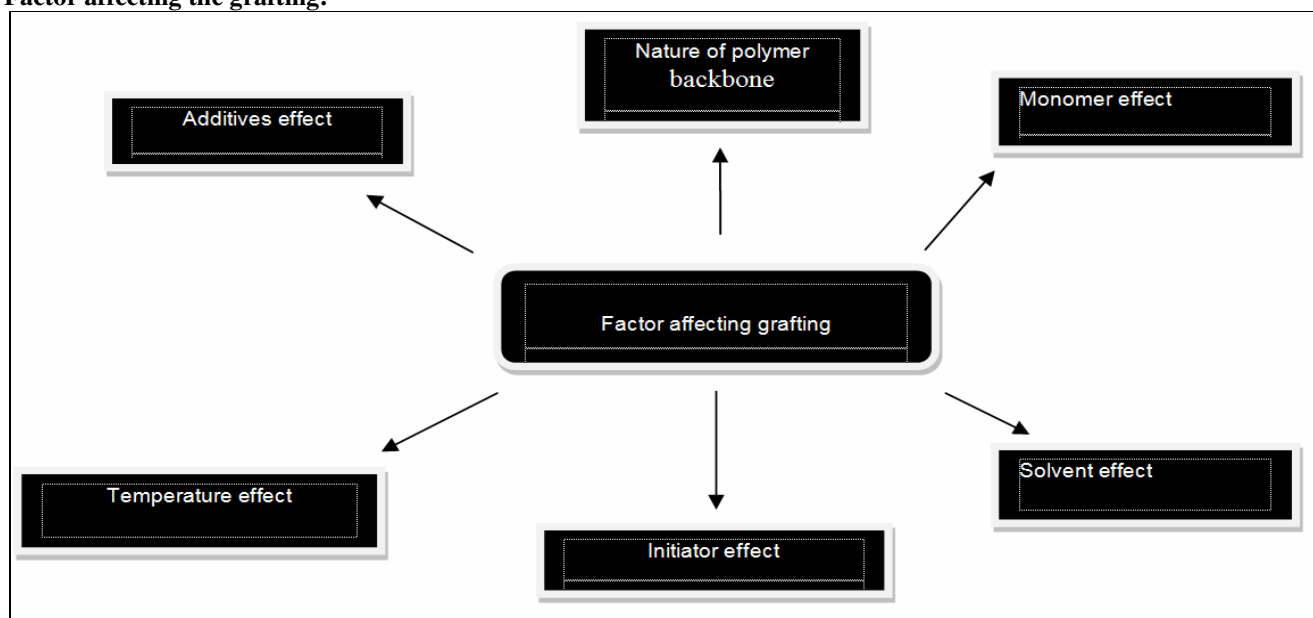 Factor affecting the grafting:
Nature of polymer
backbone
Additives effect
Monomer effect
Factor affecting grafting
Temperature effect
Solvent effect
Initiator effect